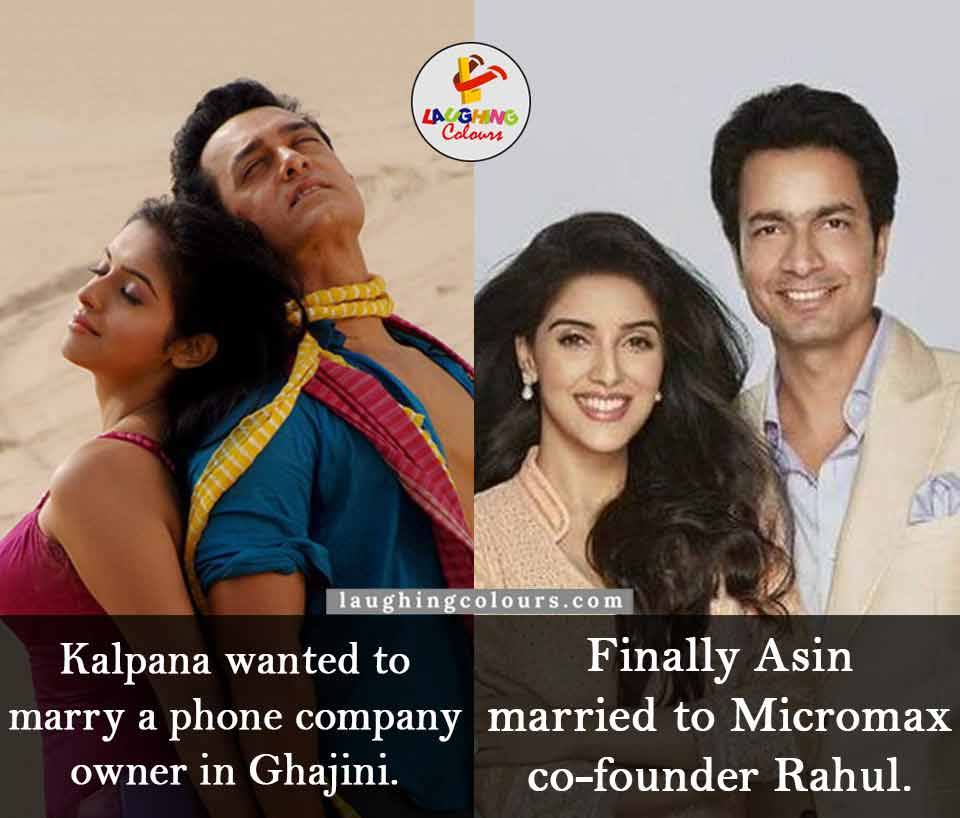 LAUGHING
Colours
laughingcolours.com
Kalpana wanted to
marry a phone company
owner in Ghajini.
Finally Asin
married to Micromax
co-founder Rahul.